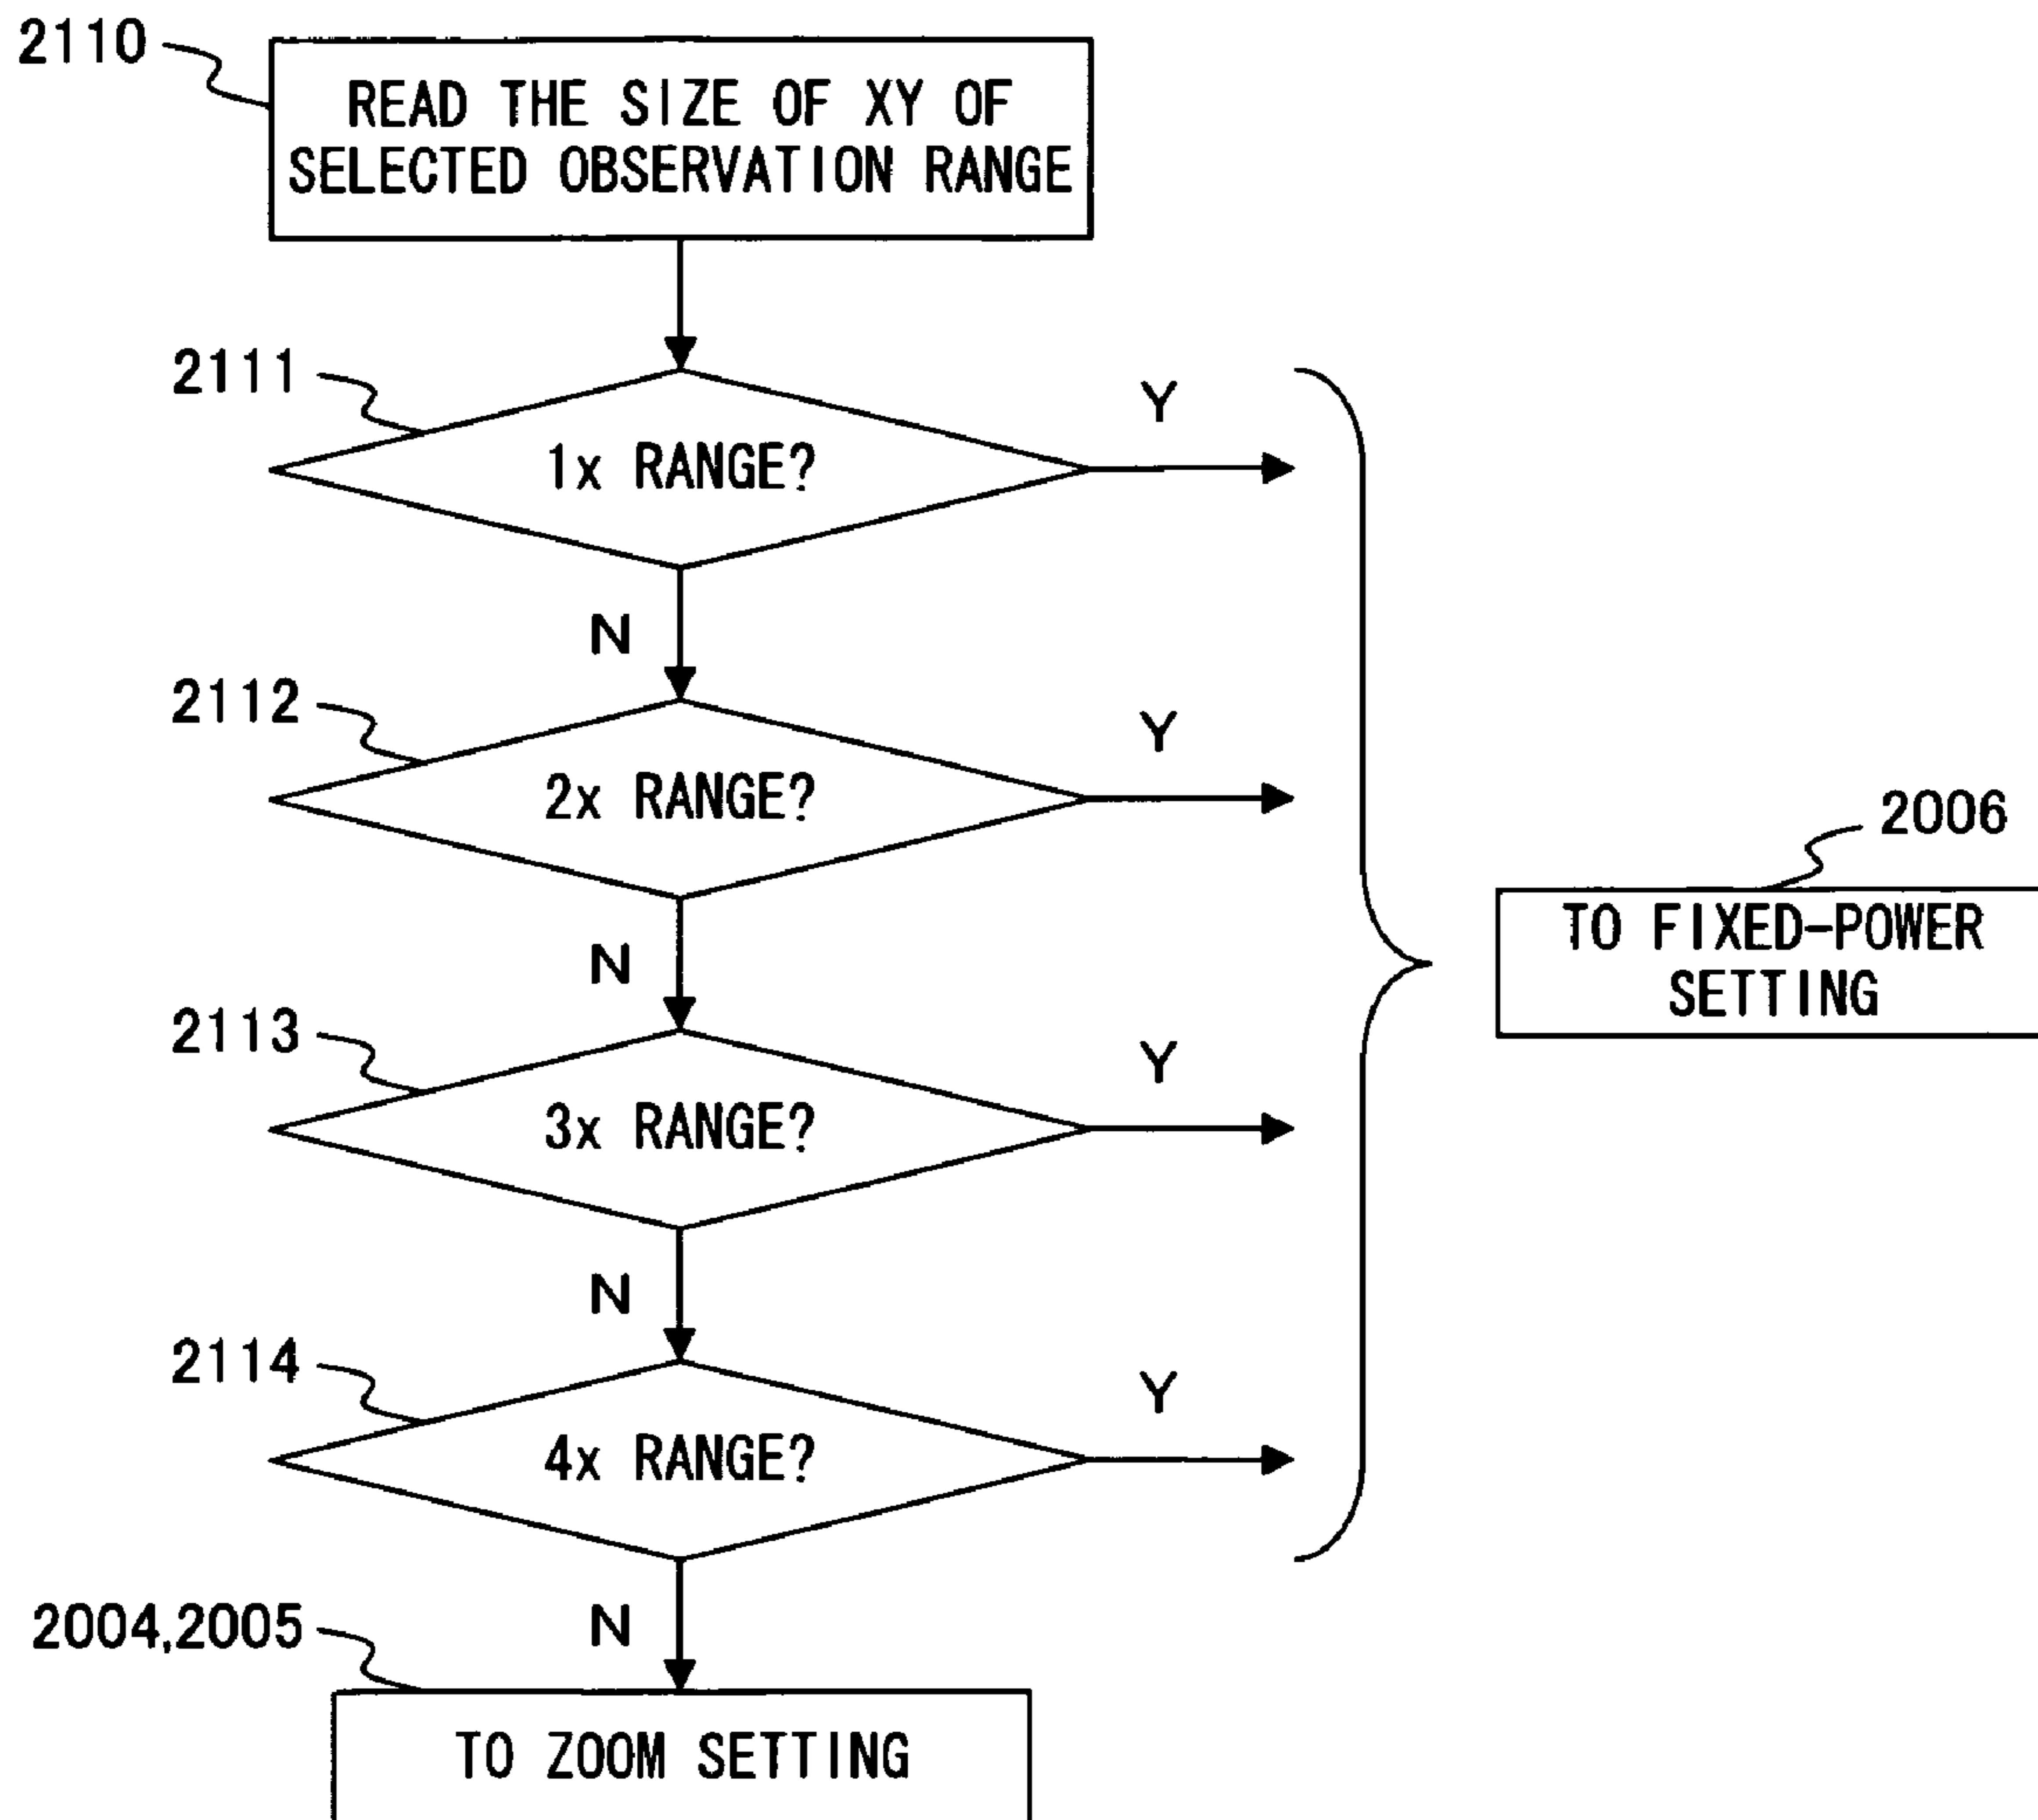 2110
READ THE SIZE OF XY OF
SELECTED OBSERVATION RANGE
2111
Y
1x RANGE?
N
2112
Y
2x RANGE?
2006
TO FIXED-POWER
SETTING
N
2113
Y
3x RANGE?
N
2114
Y
4x RANGE?
N
2004,2005
TO ZOOM SETTING